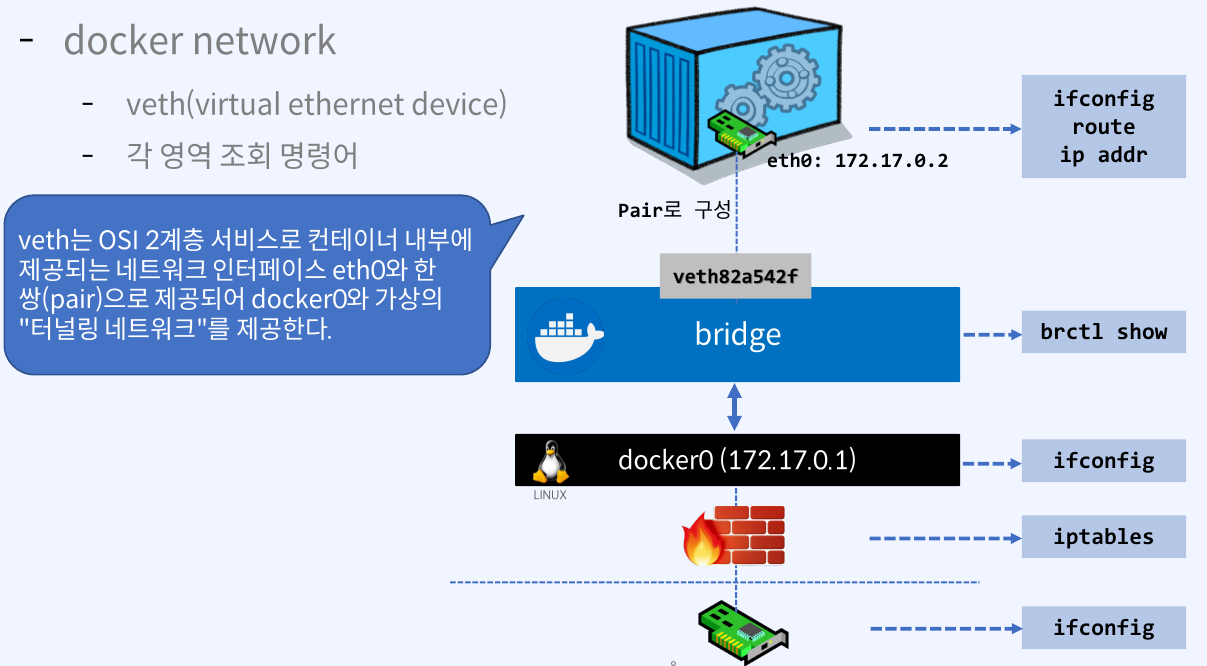 - docker network
- veth(virtual ethernet device)
- 각 영역 조회 명령어
veth는 OSI 2계층 서비스로 컨테이너 내부에
제공되는 네트워크 인터페이스 eth0와 한
쌍(pair)으로 제공되어 docker0와 가상의
"터널링 네트워크"를 제공한다.
eth0: 172.17.0.2
ifconfig
route
ip addr
Pair로 구성
veth82a542f
bridge
brctl show
docker0 (172.17.0.1)
LINUX
ifconfig
iptables
ifconfig